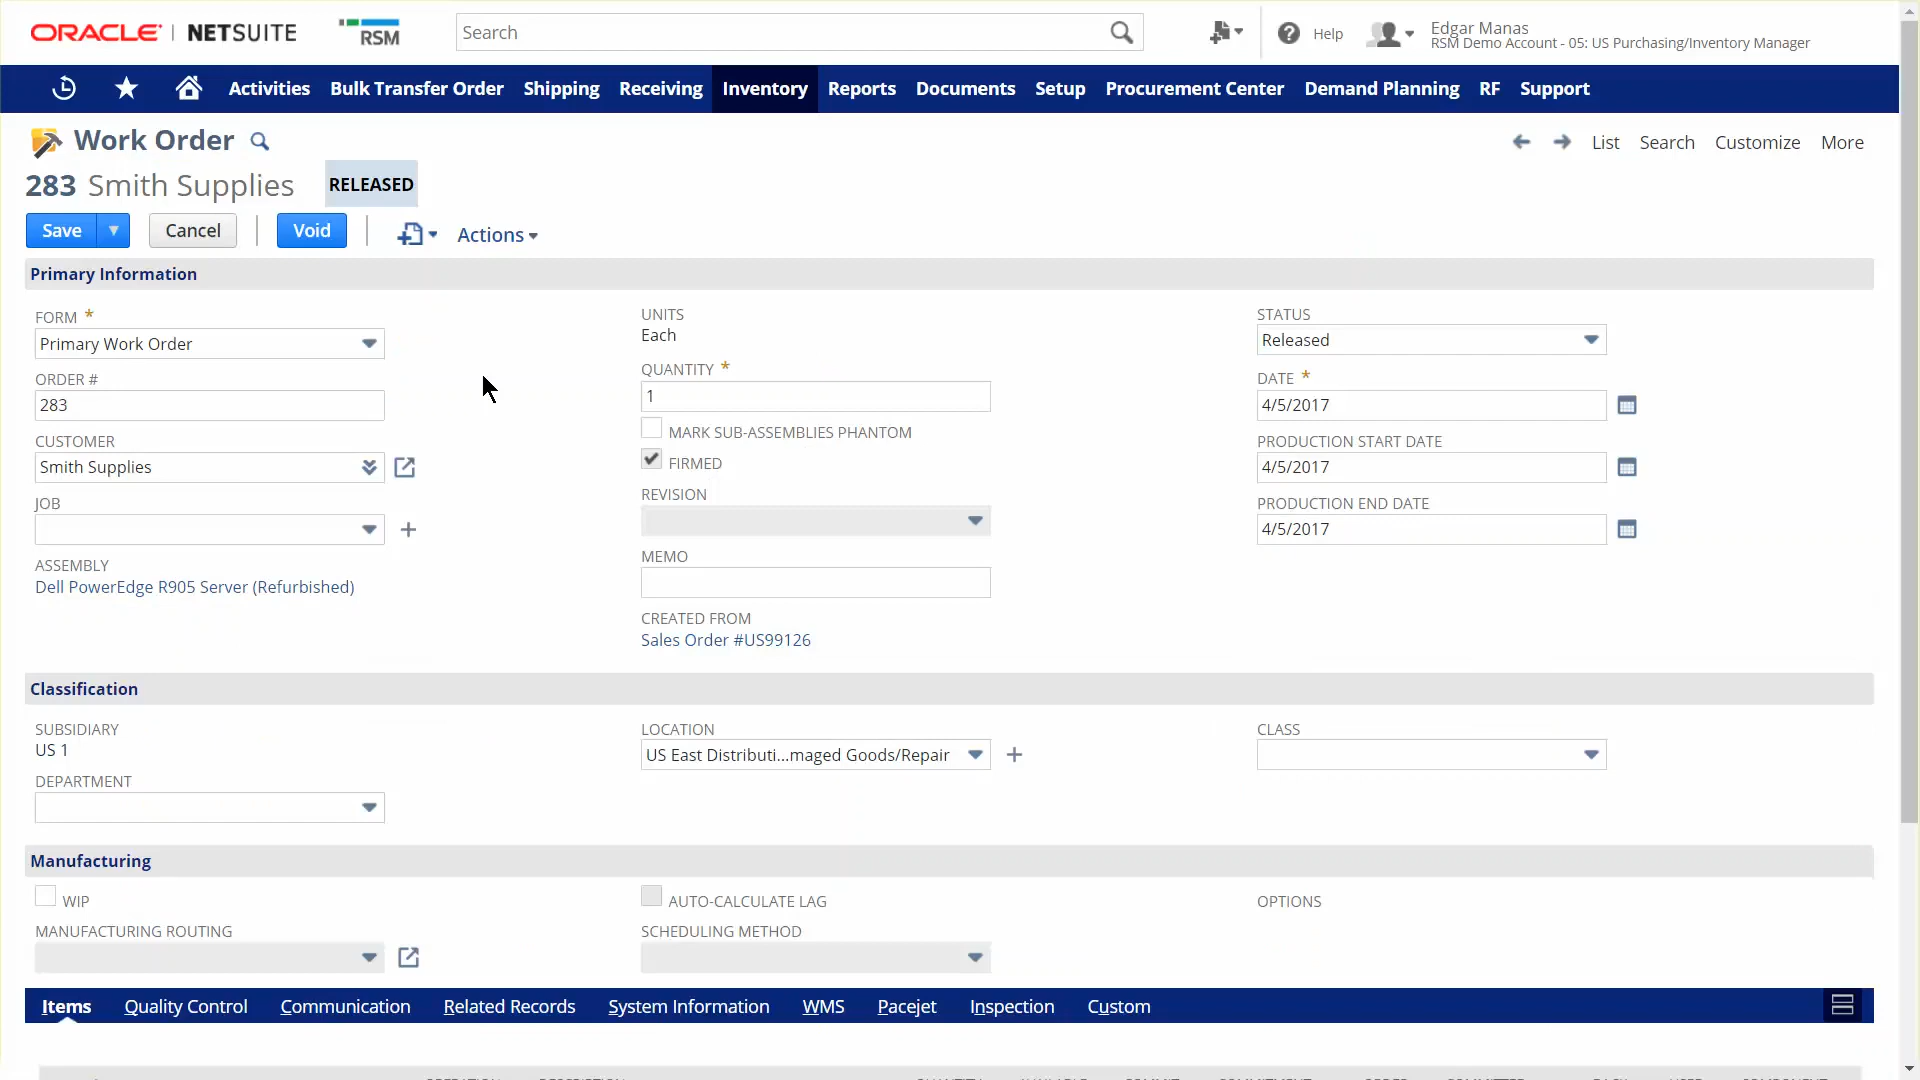 ORACLE | NETSUITE
RSM
Search
Help
Edgar Manas
RSM Demo Account - 05: US Purchasing/Inventory Manager
Activities Bulk Transfer Order Shipping Receiving Inventory Reports Documents Setup Procurement Center Demand Planning RF Support
Work Order
List Search Customize More
283 Smith Supplies RELEASED
Save Cancel Void Actions
Primary Information
FORM *
Primary Work Order
ORDER #
283
CUSTOMER
Smith Supplies
JOB
ASSEMBLY
Dell PowerEdge R905 Server (Refurbished)
UNITS
Each
QUANTITY *
1
MARK SUB-ASSEMBLIES PHANTOM
FIRMED
REVISION
MEMO
CREATED FROM
Sales Order #US99126
STATUS
Released
DATE *
4/5/2017
PRODUCTION START DATE
4/5/2017
PRODUCTION END DATE
4/5/2017
Classification
SUBSIDIARY
US 1
DEPARTMENT
LOCATION
US East Distributi...maged Goods/Repair
CLASS
Manufacturing
WIP
MANUFACTURING ROUTING
AUTO-CALCULATE LAG
SCHEDULING METHOD
OPTIONS
Items Quality Control Communication Related Records System Information WMS Pacejet Inspection Custom